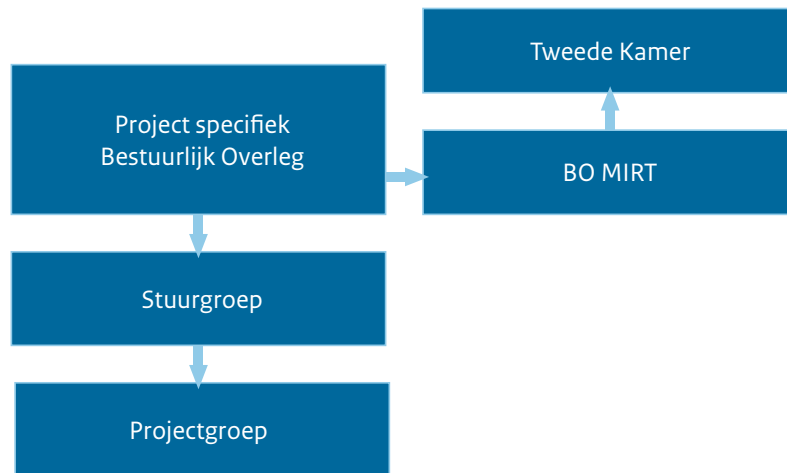 Tweede Kamer
Project specifiek
Bestuurlijk Overleg
BO MIRT
Stuurgroep
Projectgroep